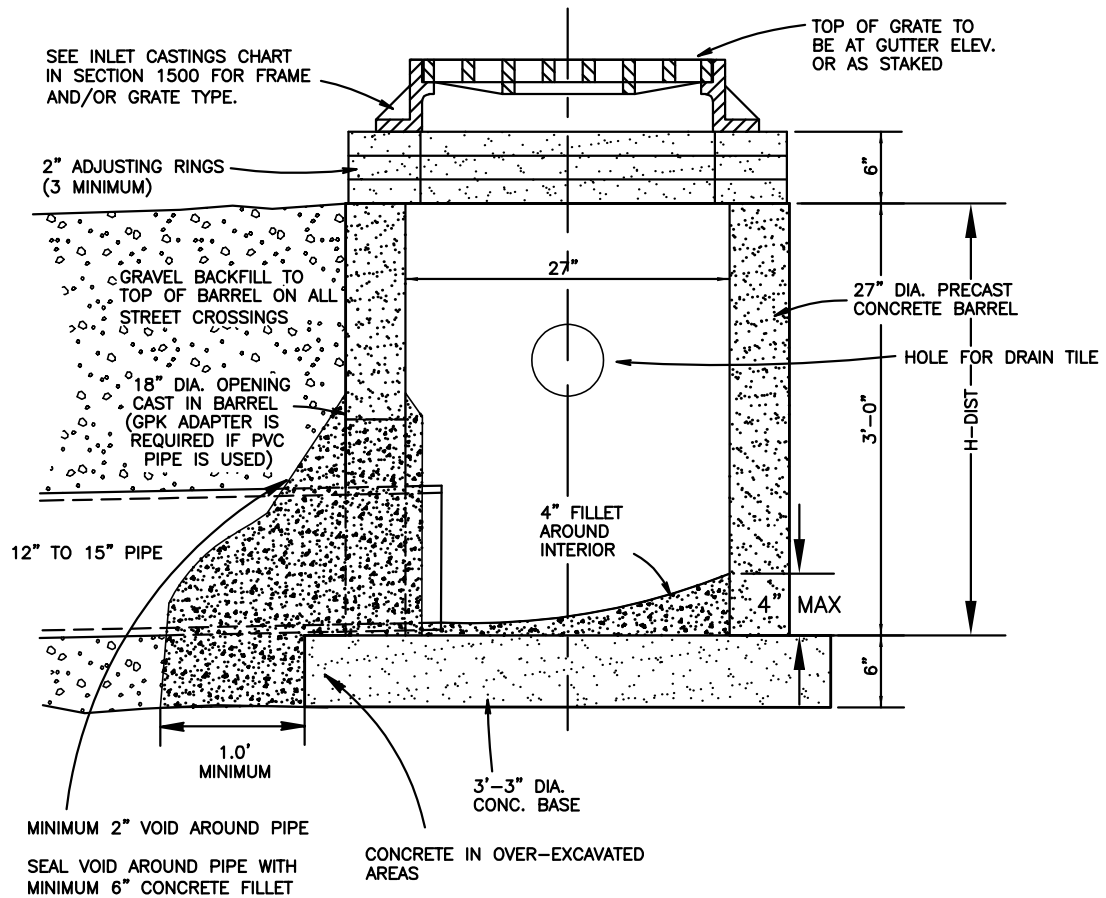 TOP OF GRATE TO
BE AT GUTTER ELEV.
OR AS STAKED
SEE INLET CASTINGS CHART
IN SECTION 1500 FOR FRAME
AND/OR GRATE TYPE.
2" ADJUSTING RINGS
(3 MINIMUM)
6"
GRAVEL BACKFILL TO
TOP OF BARREL ON ALL
STREET CROSSINGS
27"
27" DIA. PRECAST
CONCRETE BARREL
HOLE FOR DRAIN TILE
18" DIA. OPENING
CAST IN BARREL
(GPK ADAPTER IS
REQUIRED IF PVC
PIPE IS USED)
3'-0"
H-DIST
4" FILLET
AROUND
INTERIOR
12" TO 15" PIPE
4" MAX
6"
1.0'
MINIMUM
3'-3" DIA.
CONC. BASE
MINIMUM 2" VOID AROUND PIPE
SEAL VOID AROUND PIPE WITH
MINIMUM 6" CONCRETE FILLET
CONCRETE IN OVER-EXCAVATED
AREAS